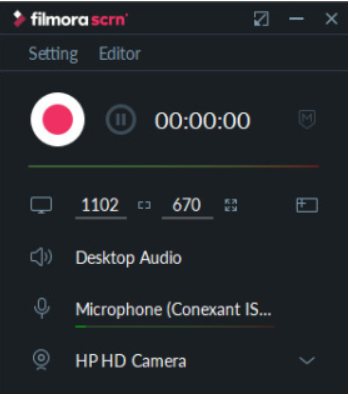 filmora scrn
Setting Editor
00:00:00
1102 670
Desktop Audio
Microphone (Conexant IS...
HP HD Camera